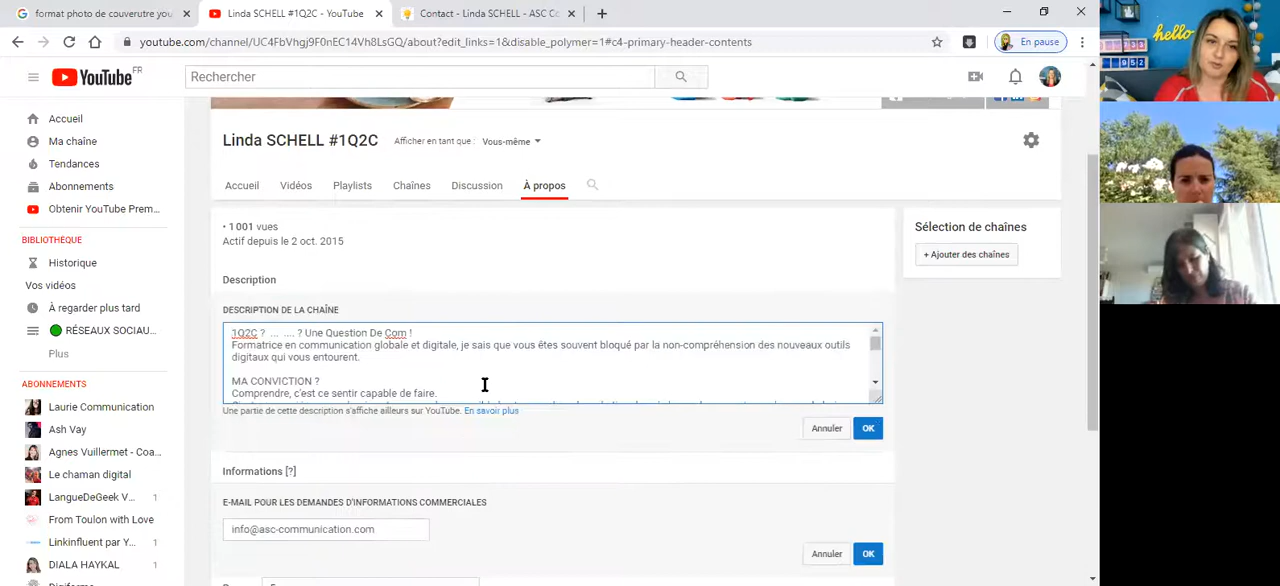 format photo de couverutre you
Linda SCHELL #1Q2C - YouTube
Contact - Linda SCHELL - ASC Co
youtube.com/channel/UC4FbVhgj9F0nEC14Vh8LsGQ/about?edit_links=1&disable_polymer=1#c4-primary-header-contents
En pause
hello
952
YouTube FR
Rechercher
Accueil
Ma chaîne
Tendances
Abonnements
Obtenir YouTube Prem...
BIBLIOTHÈQUE
Historique
Vos vidéos
À regarder plus tard
RÉSEAUX SOCIAU...
Plus
ABONNEMENTS
Laurie Communication
Ash Vay
Agnes Vuillermet - Coa...
Le chaman digital
LangueDeGeek V... 1
From Toulon with Love
Linkinfluent par Y... 1
DIALA HAYKAL 1
Linda SCHELL #1Q2C
Afficher en tant que : Vous-même
Accueil Vidéos Playlists Chaînes Discussion À propos
• 1 001 vues
Actif depuis le 2 oct. 2015
Description
DESCRIPTION DE LA CHAÎNE
1Q2C ? ... .... ? Une Question De Com !
Formatrice en communication globale et digitale, je sais que vous êtes souvent bloqué par la non-compréhension des nouveaux outils
digitaux qui vous entourent.
MA CONVICTION ?
Comprendre, c'est ce sentir capable de faire.
Une partie de cette description s'affiche ailleurs sur YouTube. En savoir plus
Annuler OK
Informations [?]
E-MAIL POUR LES DEMANDES D'INFORMATIONS COMMERCIALES
info@asc-communication.com
Annuler OK
Sélection de chaînes
+ Ajouter des chaînes